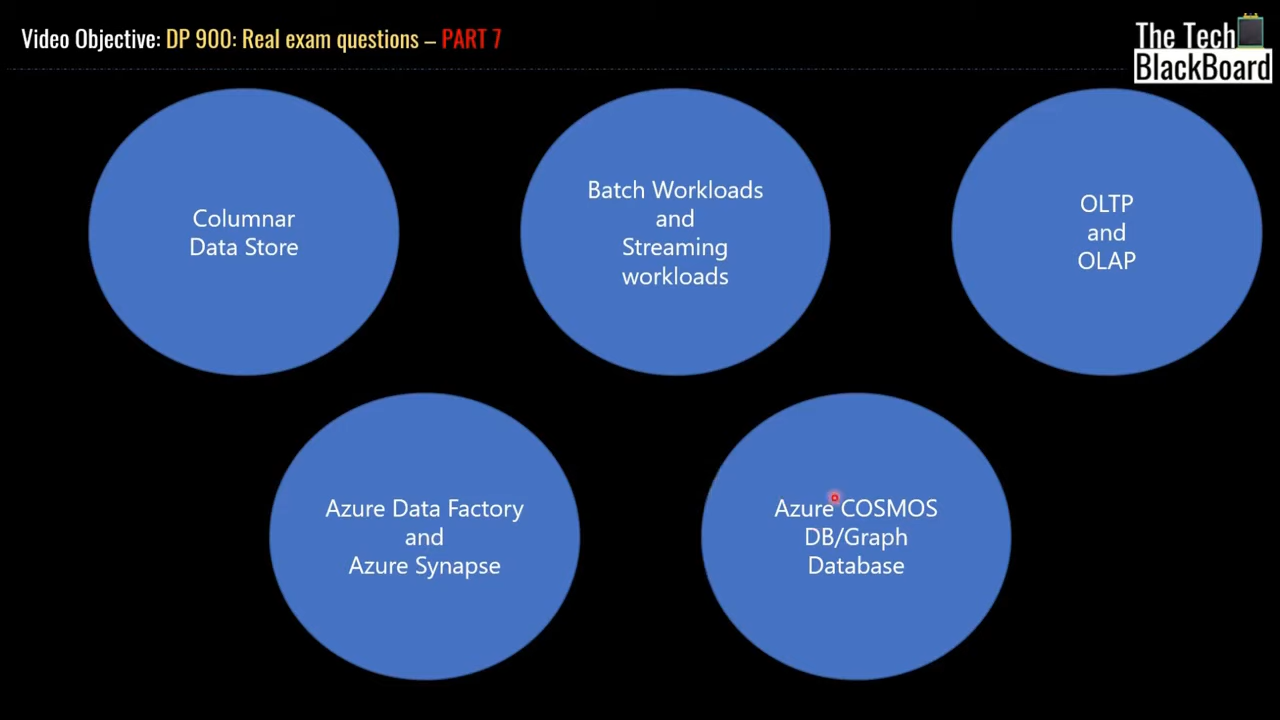 Video Objective: DP 900: Real exam questions – PART 7
The Tech
BlackBoard
Columnar
Data Store
Batch Workloads
and
Streaming
workloads
OLTP
and
OLAP
Azure Data Factory
and
Azure Synapse
Azure COSMOS
DB/Graph
Database